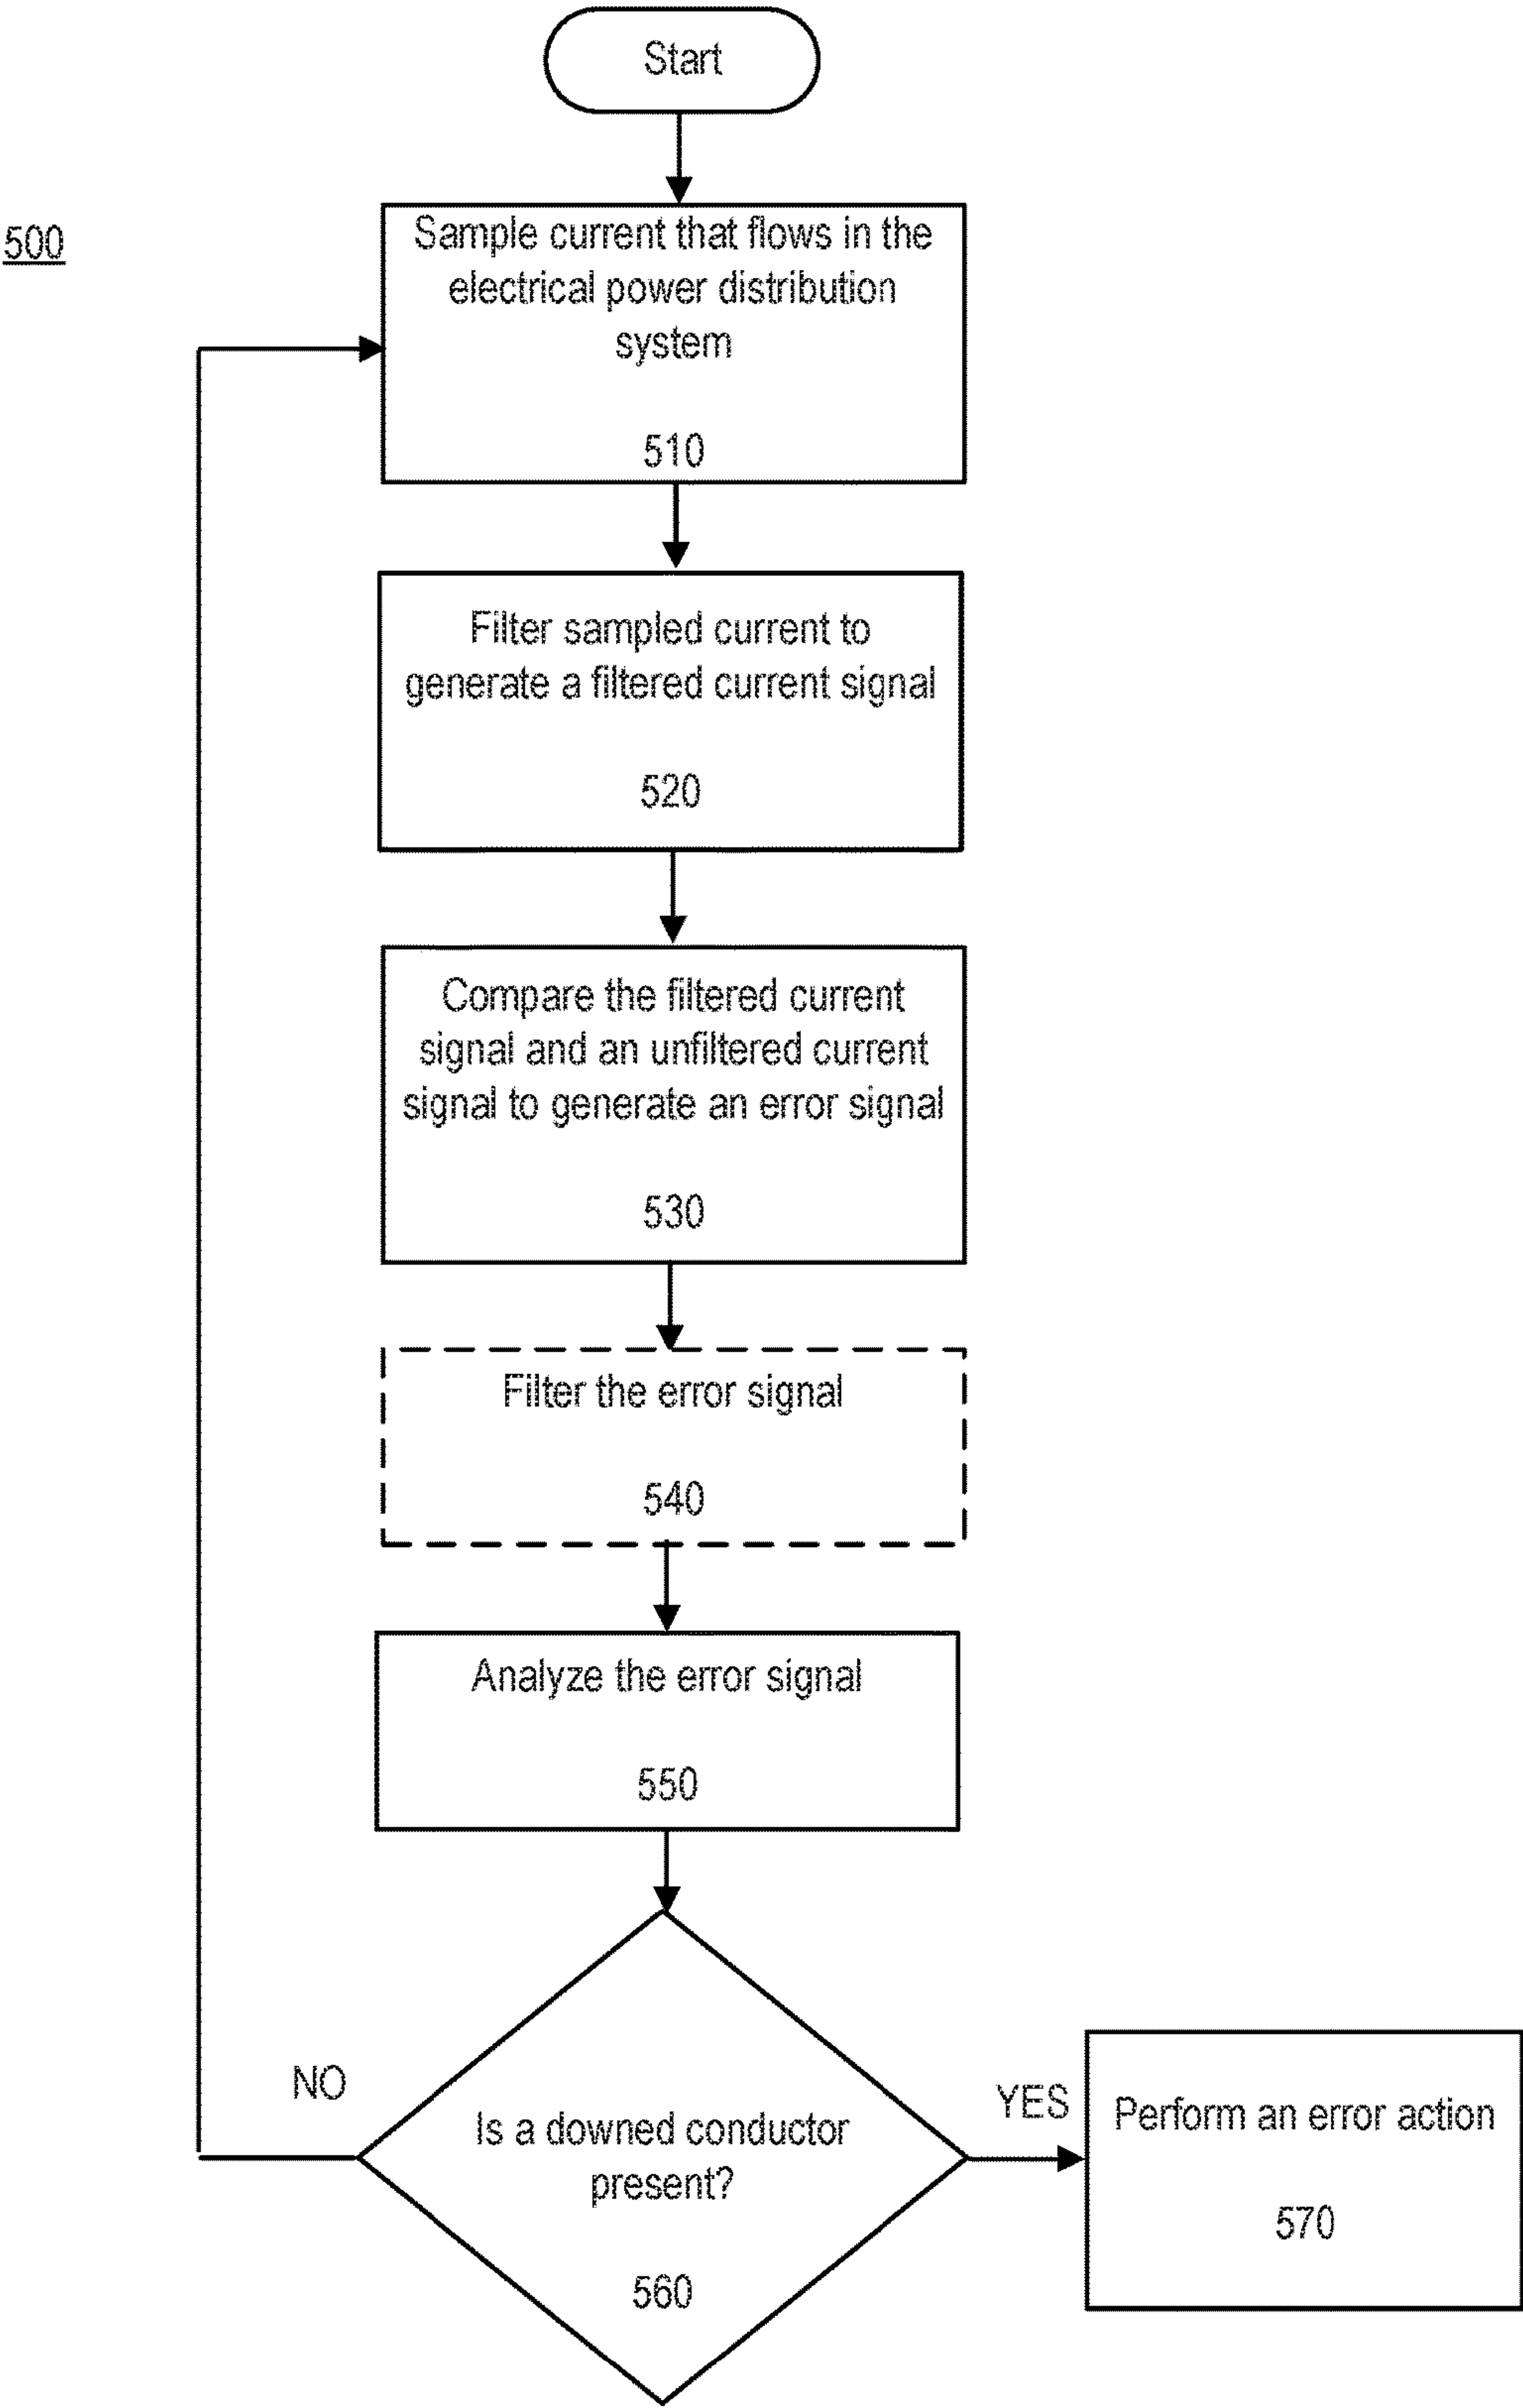 Start
500
Sample current that flows in the
electrical power distribution
system
510
Filter sampled current to
generate a filtered current signal
520
Compare the filtered current
signal and an unfiltered current
signal to generate an error signal
530
Filter the error signal
540
Analyze the error signal
550
NO
Is a downed conductor
present?
560
YES
Perform an error action
570